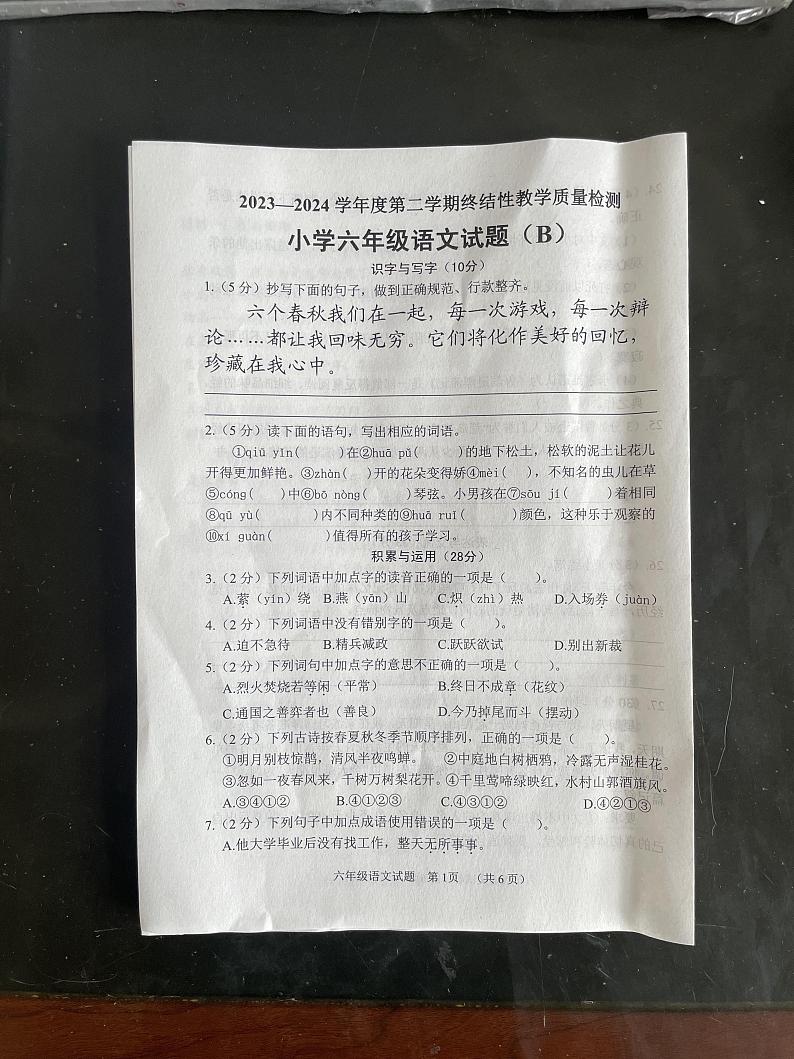 2023—2024 学年度第二学期终结性教学质量检测
小学六年级语文试题（B）
识字与写字（10分）
1.（5 分）抄写下面的句子，做到正确规范、行款整齐。
六个春秋我们在一起，每一次游戏，每一次辩
论……都让我回味无穷。它们将化作美好的回忆，
珍藏在我心中。
2.（5 分）读下面的语句，写出相应的词语。
①qiū yǐn(　　)在②huā pǔ(　　)的地下松土，松软的泥土让花儿
开得更加鲜艳。③zhàn(　　)开的花朵变得娇④mèi(　　)，不知名的虫儿在草
⑤cóng(　　)中⑥bō nòng(　　)琴弦。小男孩在⑦sōu jí(　　)着相同
⑧qū yù(　　)内不同种类的⑨huā ruǐ(　　)颜色，这种乐于观察的
⑩xí guàn(　　)值得所有的孩子学习。
积累与运用（28分）
3.（2 分）下列词语中加点字的读音正确的一项是（　　）。
A.萦（yín）绕 B.燕（yān）山 C.炽（zhì）热 D.入场券（juàn）
4.（2 分）下列词语中没有错别字的一项是（　　）。
A.迫不急待 B.精兵减政 C.跃跃欲试 D.别出新裁
5.（2 分）下列词句中加点字的意思不正确的一项是（　　）。
A.烈火焚烧若等闲（平常） B.终日不成章（花纹）
C.通国之善弈者也（善良） D.今乃掉尾而斗（摆动）
6.（2 分）下列古诗按春夏秋冬季节顺序排列，正确的一项是（　　）。
①明月别枝惊鹊，清风半夜鸣蝉。 ②中庭地白树栖鸦，冷露无声湿桂花。
③忽如一夜春风来，千树万树梨花开。④千里莺啼绿映红，水村山郭酒旗风。
A.③④①② B.④①②③ C.④③①② D.④②①③
7.（2 分）下列句子中加点成语使用错误的一项是（　　）。
A.他大学毕业后没有找工作，整天无所事事。
六年级语文试题 第 1页 （共 6 页）